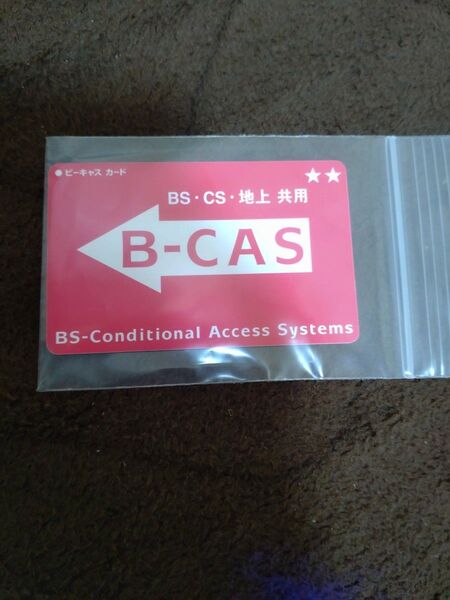 ● ビーキャス カード
★★
BS・CS・地上 共用
B-CAS
BS-Conditional Access Systems